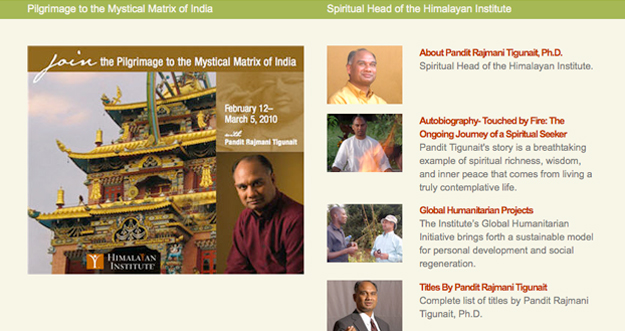 Pilgrimage to the Mystical Matrix of India
Join the Pilgrimage to the Mystical Matrix of India
February 12–
March 5, 2010
with
Pandit Rajmani Tigunait
HIMALAYAN
INSTITUTE®
Spiritual Head of the Himalayan Institute
About Pandit Rajmani Tigunait, Ph.D.
Spiritual Head of the Himalayan Institute.
Autobiography- Touched by Fire: The
Ongoing Journey of a Spiritual Seeker
Pandit Tigunait's story is a breathtaking
example of spiritual richness, wisdom,
and inner peace that comes from living a
truly contemplative life.
Global Humanitarian Projects
The Institute's Global Humanitarian
Initiative brings forth a sustainable model
for personal development and social
regeneration.
Titles By Pandit Rajmani Tigunait
Complete list of titles by Pandit Rajmani
Tigunait, Ph.D.